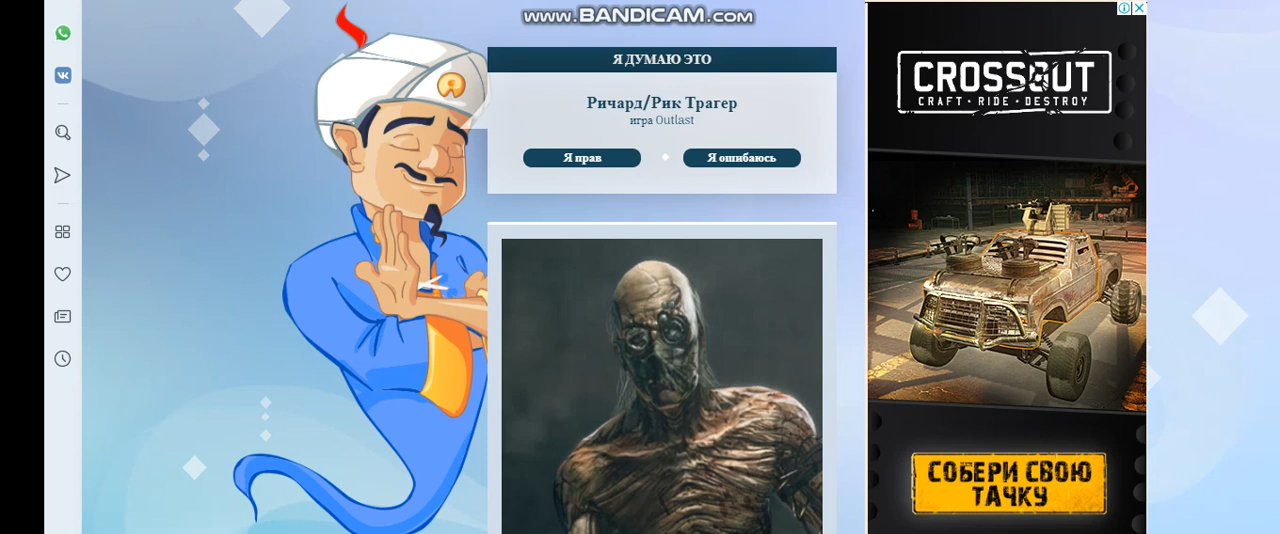 www.BANDICAM.com
Я ДУМАЮ ЭТО
Ричард/Рик Трагер
игра Outlast
Я прав
Я ошибаюсь
CROSSOUT
CRAFT • RIDE • DESTROY
СОБЕРИ СВОЮ
ТАЧКУ